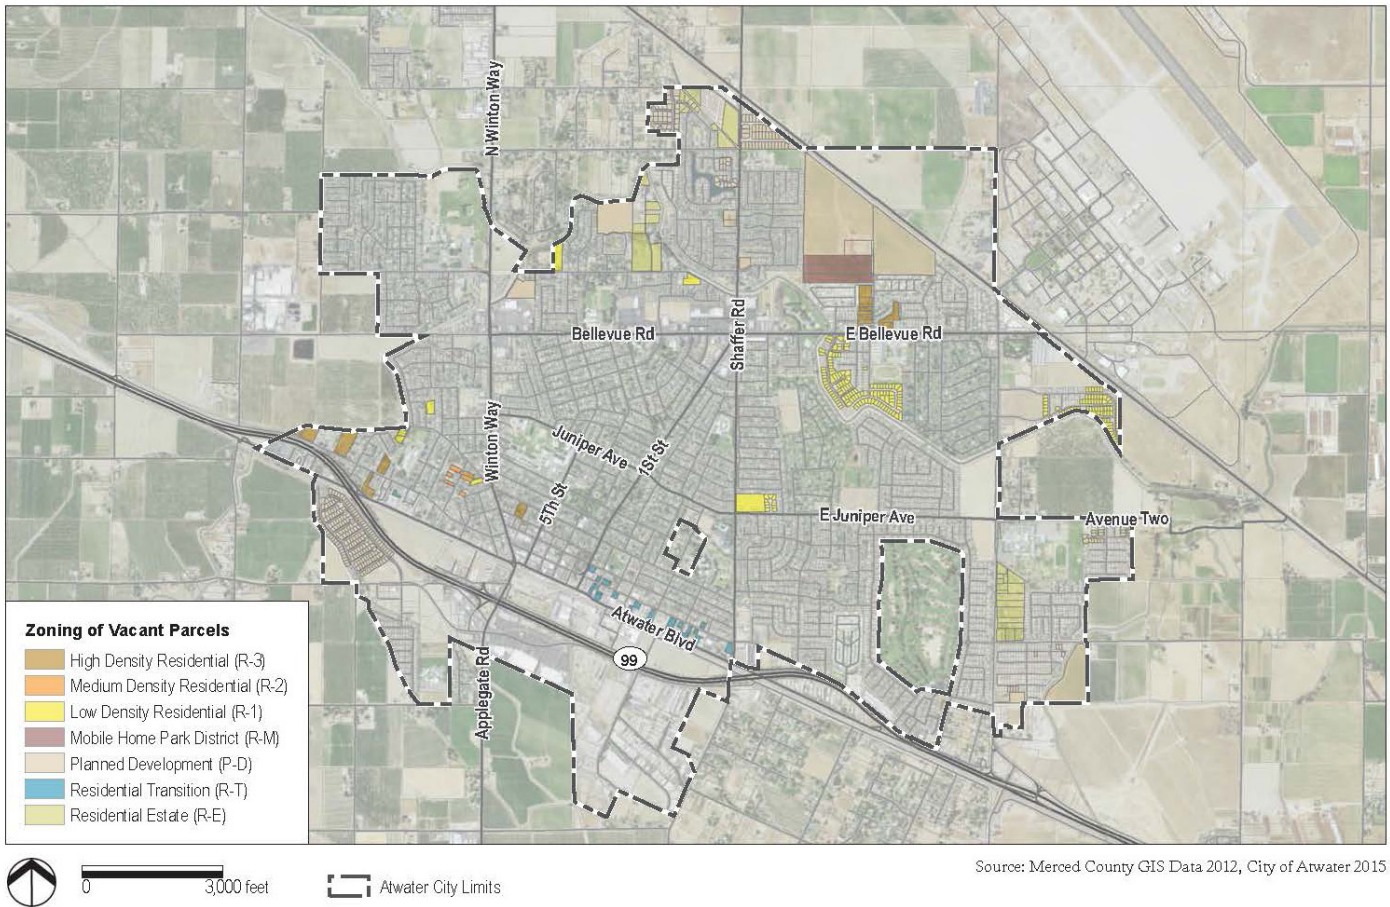 N Winton Way
Shaffer Rd
Bellevue Rd
E Bellevue Rd
Winton Way
Juniper Ave
1St St
5Th St
E Juniper Ave
Avenue Two
Atwater Blvd
99
Applegate Rd
Zoning of Vacant Parcels
High Density Residential (R-3)
Medium Density Residential (R-2)
Low Density Residential (R-1)
Mobile Home Park District (R-M)
Planned Development (P-D)
Residential Transition (R-T)
Residential Estate (R-E)
0 3,000 feet
Atwater City Limits
Source: Merced County GIS Data 2012, City of Atwater 2015